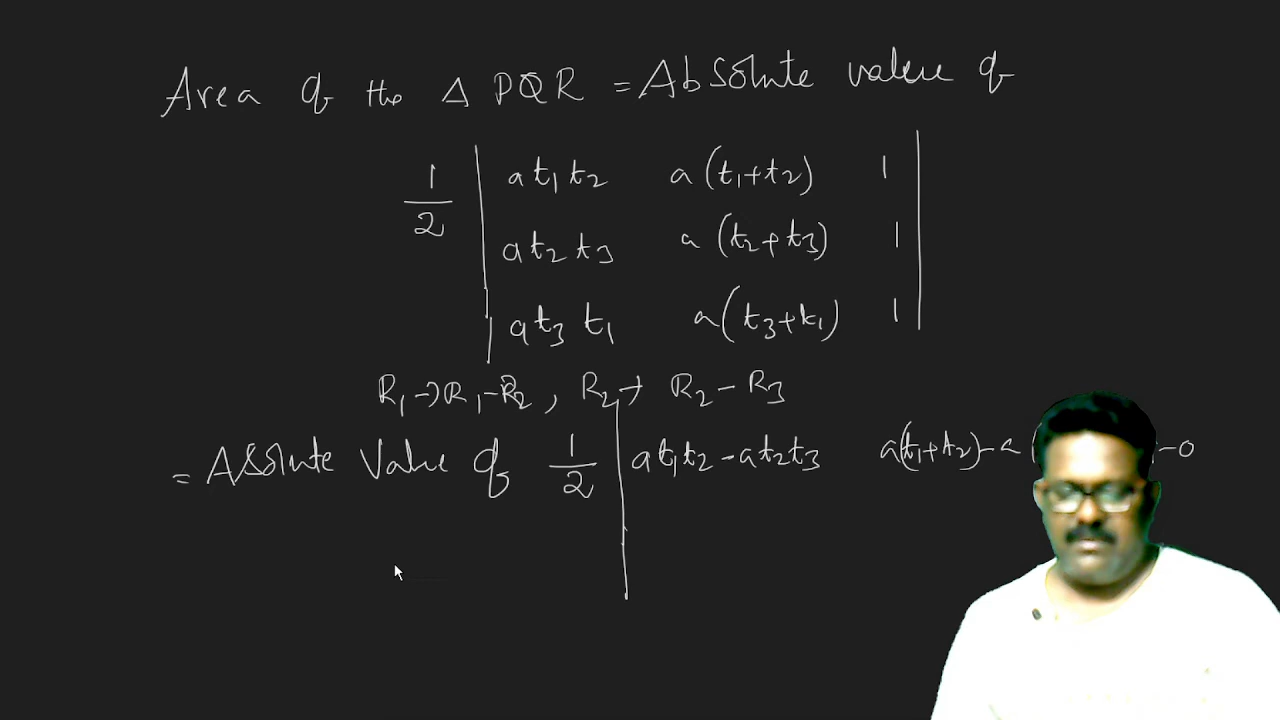 Area of the Δ PQR = Absolute value of
1/2 | at₁t₂ a(t₁+t₂) 1 |
| at₂t₃ a(t₂+t₃) 1 |
| at₃t₁ a(t₃+t₁) 1 |
R₁→R₁-R₂, R₂→ R₂-R₃
= Absolute Value of 1/2 | at₁t₂-at₂t₃ a(t₁+t₂)-a( -0